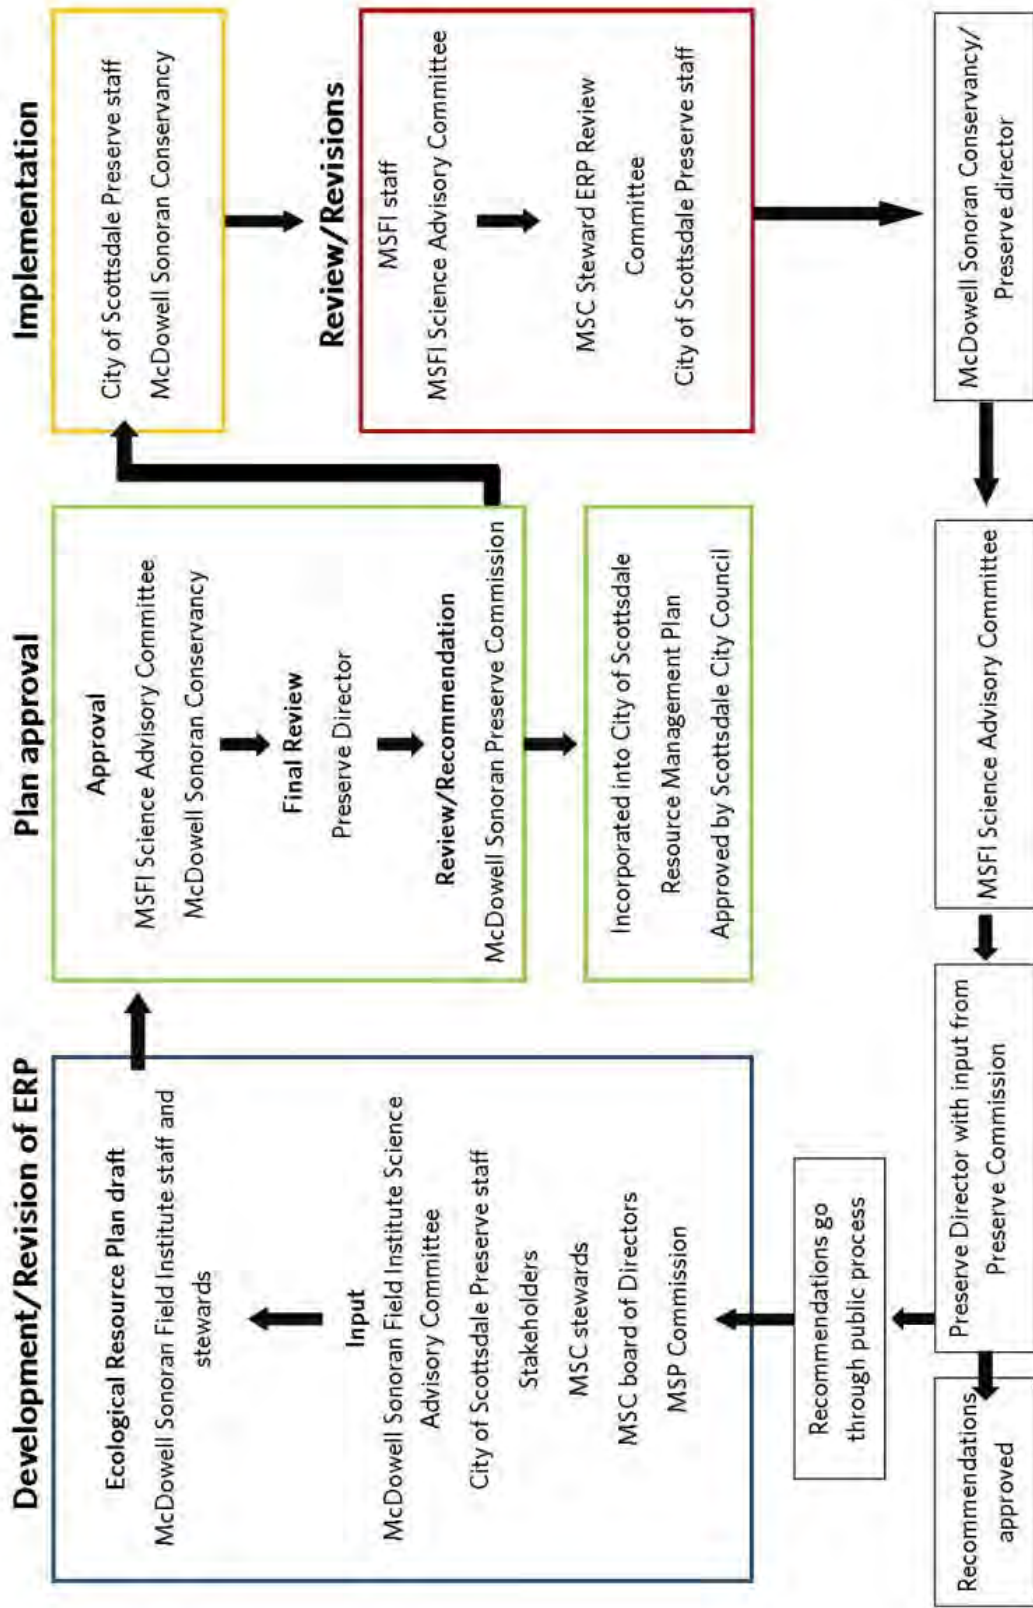 Development/Revision of ERP
Ecological Resource Plan draft
McDowell Sonoran Field Institute staff and
stewards
Input
McDowell Sonoran Field Institute Science
Advisory Committee
City of Scottsdale Preserve staff
Stakeholders
MSC stewards
MSC board of Directors
MSP Commission
Plan approval
Approval
MSFI Science Advisory Committee
McDowell Sonoran Conservancy
Final Review
Preserve Director
Review/Recommendation
McDowell Sonoran Preserve Commission
Incorporated into City of Scottsdale
Resource Management Plan
Approved by Scottsdale City Council
Implementation
City of Scottsdale Preserve staff
McDowell Sonoran Conservancy
Review/Revisions
MSFI staff
MSFI Science Advisory Committee
MSC Steward ERP Review
Committee
City of Scottsdale Preserve staff
McDowell Sonoran Conservancy/
Preserve director
MSFI Science Advisory Committee
Preserve Director with input from
Preserve Commission
Recommendations go
through public process
Recommendations
approved